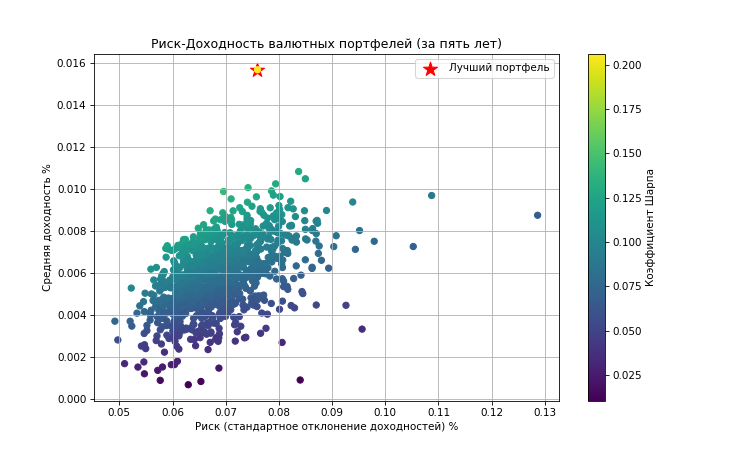 Риск-Доходность валютных портфелей (за пять лет)
Лучший портфель
Средняя доходность %
0.016
0.014
0.012
0.010
0.008
0.006
0.004
0.002
0.000
0.05 0.06 0.07 0.08 0.09 0.10 0.11 0.12 0.13
Риск (стандартное отклонение доходностей) %
0.200
0.175
0.150
0.125
0.100
0.075
0.050
0.025
Коэффициент Шарпа